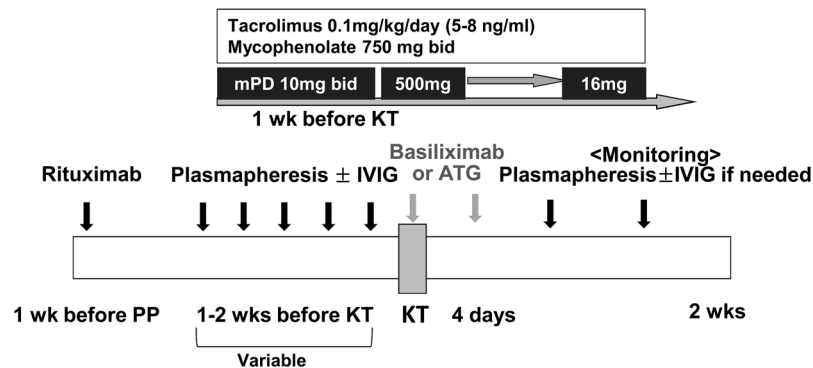 Tacrolimus 0.1mg/kg/day (5-8 ng/ml)
Mycophenolate 750 mg bid
mPD 10mg bid 500mg 16mg
1 wk before KT
Rituximab
Plasmapheresis ± IVIG
Basiliximab
or ATG
<Monitoring>
Plasmapheresis±IVIG if needed
1 wk before PP
1-2 wks before KT
KT
4 days
2 wks
Variable